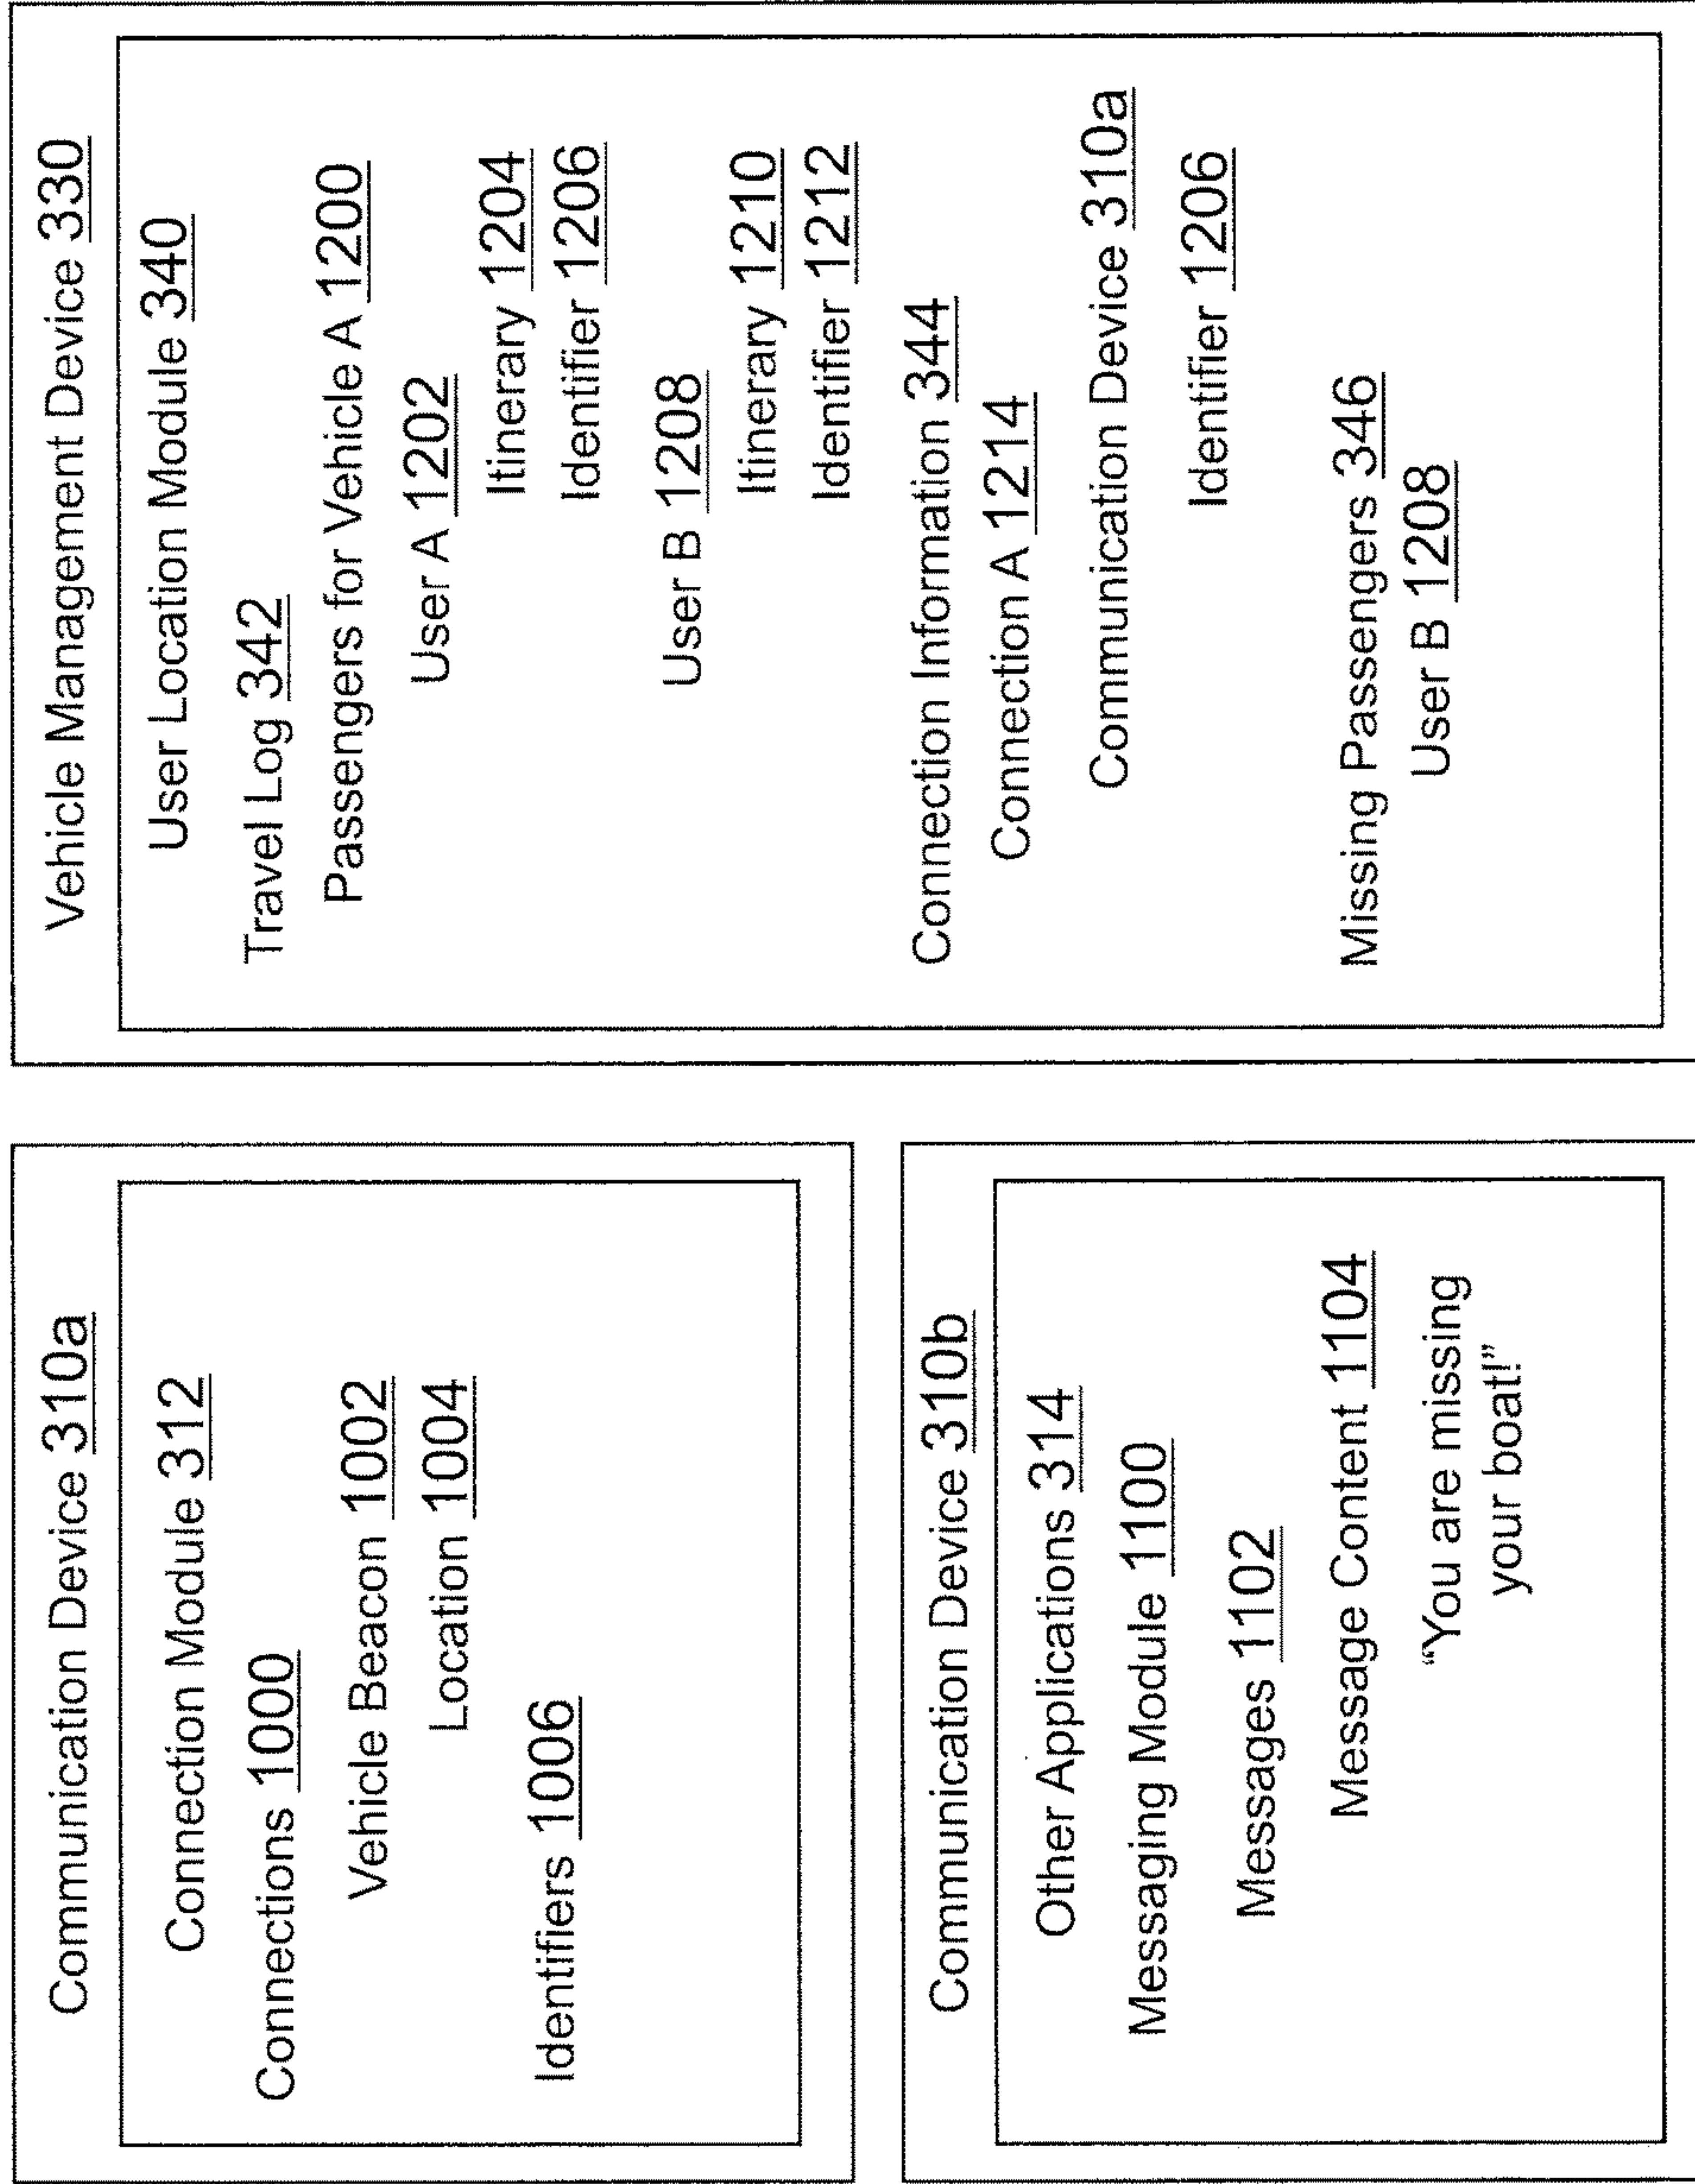 Communication Device 310a
Connection Module 312
Connections 1000
Vehicle Beacon 1002
Location 1004
Identifiers 1006
Communication Device 310b
Other Applications 314
Messaging Module 1100
Messages 1102
Message Content 1104
“You are missing
your boat!”
Vehicle Management Device 330
User Location Module 340
Travel Log 342
Passengers for Vehicle A 1200
User A 1202
Itinerary 1204
Identifier 1206
User B 1208
Itinerary 1210
Identifier 1212
Connection Information 344
Connection A 1214
Communication Device 310a
Identifier 1206
Missing Passengers 346
User B 1208